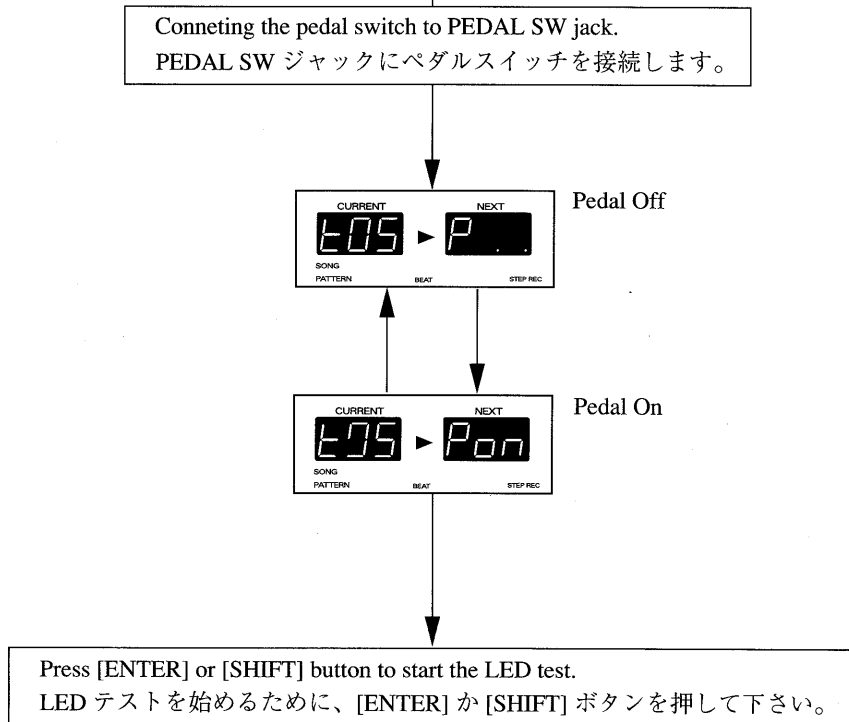 Conneting the pedal switch to PEDAL SW jack.
PEDAL SW ジャックにペダルスイッチを接続します。
Pedal Off
CURRENT NEXT
t05 ► P . .
SONG
PATTERN BEAT STEP REC
Pedal On
CURRENT NEXT
t05 ► Pon
SONG
PATTERN BEAT STEP REC
Press [ENTER] or [SHIFT] button to start the LED test.
LED テストを始めるために、[ENTER] か [SHIFT] ボタンを押して下さい。